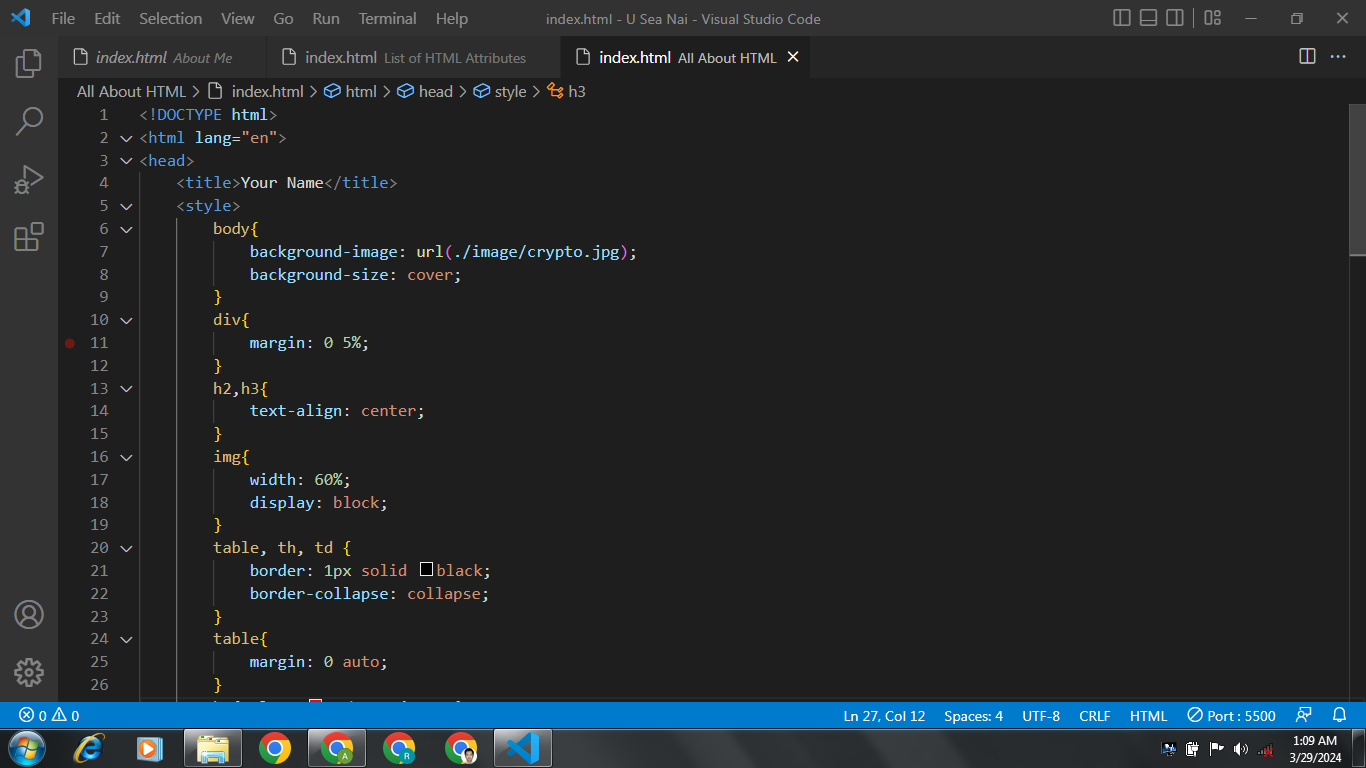 File Edit Selection View Go Run Terminal Help index.html - U Sea Nai - Visual Studio Code
index.html About Me index.html List of HTML Attributes index.html All About HTML
All About HTML > index.html > html > head > style > h3
1 <!DOCTYPE html>
2 <html lang="en">
3 <head>
4 <title>Your Name</title>
5 <style>
6 body{
7 background-image: url(./image/crypto.jpg);
8 background-size: cover;
9 }
10 div{
11 margin: 0 5%;
12 }
13 h2,h3{
14 text-align: center;
15 }
16 img{
17 width: 60%;
18 display: block;
19 }
20 table, th, td {
21 border: 1px solid black;
22 border-collapse: collapse;
23 }
24 table{
25 margin: 0 auto;
26 }
0 0 Ln 27, Col 12 Spaces: 4 UTF-8 CRLF HTML Port : 5500
A R
1:09 AM
3/29/2024